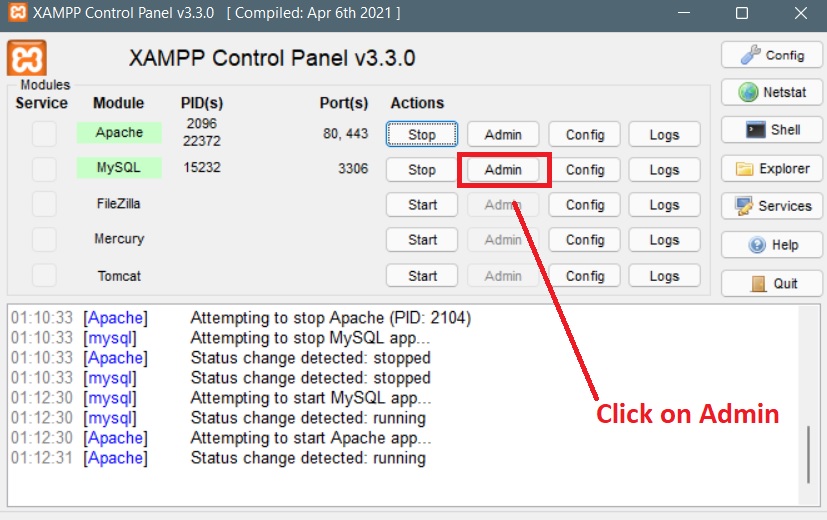 XAMPP Control Panel v3.3.0 [ Compiled: Apr 6th 2021 ]
XAMPP Control Panel v3.3.0
Config
Modules
Service Module PID(s) Port(s) Actions
Netstat
Apache 2096 22372 80, 443 Stop Admin Config Logs
Shell
MySQL 15232 3306 Stop Admin Config Logs
Explorer
FileZilla Start Admin Config Logs
Services
Mercury Start Admin Config Logs
Help
Tomcat Start Admin Config Logs
Quit
01:10:33 [Apache] Attempting to stop Apache (PID: 2104)
01:10:33 [mysql] Attempting to stop MySQL app...
01:10:33 [Apache] Status change detected: stopped
01:10:33 [mysql] Status change detected: stopped
01:12:30 [mysql] Attempting to start MySQL app...
01:12:30 [mysql] Status change detected: running
01:12:30 [Apache] Attempting to start Apache app...
01:12:31 [Apache] Status change detected: running
Click on Admin